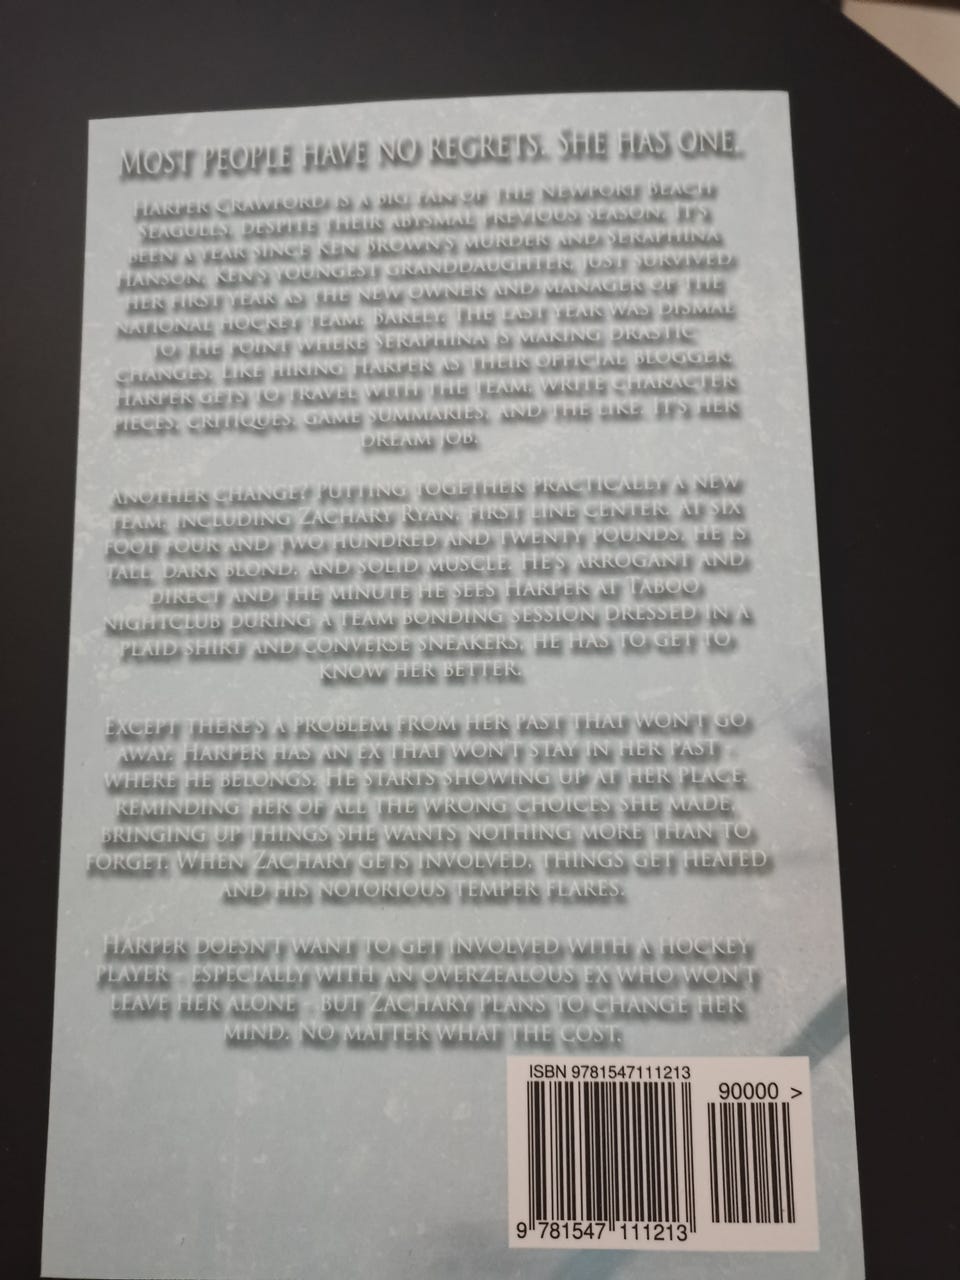 MOST PEOPLE HAVE NO REGRETS. SHE HAS ONE.
HARPER CRAWFORD IS A BIG FAN OF THE NEWPORT BEACH
SEAGULLS, DESPITE THEIR ABYSMAL PREVIOUS SEASON. IT'S
BEEN A YEAR SINCE KEN BROWN'S MURDER AND SERAPHINA
HANSON, KEN'S YOUNGEST GRANDDAUGHTER, JUST SURVIVED
HER FIRST YEAR AS THE NEW OWNER AND MANAGER OF THE
NATIONAL HOCKEY TEAM. BARELY. THE LAST YEAR WAS DISMAL
TO THE POINT WHERE SERAPHINA IS MAKING DRASTIC
CHANGES, LIKE HIRING HARPER AS THEIR OFFICIAL BLOGGER.
HARPER GETS TO TRAVEL WITH THE TEAM, WRITE CHARACTER
PIECES, CRITIQUES, GAME SUMMARIES, AND THE LIKE. IT'S HER
DREAM JOB.
ANOTHER CHANGE? PUTTING TOGETHER PRACTICALLY A NEW
TEAM, INCLUDING ZACHARY RYAN, FIRST LINE CENTER. AT SIX
FOOT FOUR AND TWO HUNDRED AND TWENTY POUNDS, HE IS
TALL, DARK BLOND, AND SOLID MUSCLE. HE'S ARROGANT AND
DIRECT AND THE MINUTE HE SEES HARPER AT TABOO
NIGHTCLUB DURING A TEAM BONDING SESSION DRESSED IN A
PLAID SHIRT AND CONVERSE SNEAKERS, HE HAS TO GET TO
KNOW HER BETTER.
EXCEPT THERE'S A PROBLEM FROM HER PAST THAT WON'T GO
AWAY. HARPER HAS AN EX THAT WON'T STAY IN HER PAST -
WHERE HE BELONGS. HE STARTS SHOWING UP AT HER PLACE,
REMINDING HER OF ALL THE WRONG CHOICES SHE MADE,
BRINGING UP THINGS SHE WANTS NOTHING MORE THAN TO
FORGET. WHEN ZACHARY GETS INVOLVED, THINGS GET HEATED
AND HIS NOTORIOUS TEMPER FLARES.
HARPER DOESN'T WANT TO GET INVOLVED WITH A HOCKEY
PLAYER - ESPECIALLY WITH AN OVERZEALOUS EX WHO WON'T
LEAVE HER ALONE - BUT ZACHARY PLANS TO CHANGE HER
MIND. NO MATTER WHAT THE COST.
ISBN 9781547111213
90000 >
9 781547 111213